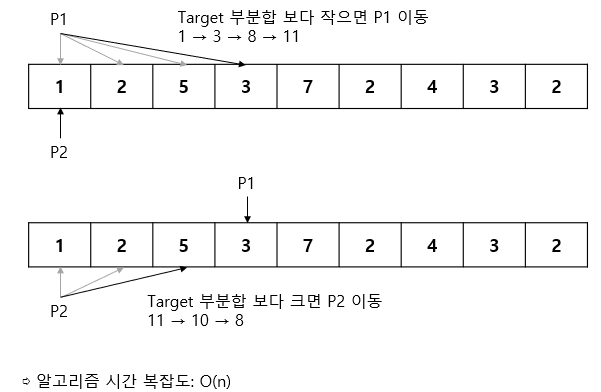 P1
Target 부분합 보다 작으면 P1 이동
1 → 3 → 8 → 11
1 2 5 3 7 2 4 3 2
P2
P1
1 2 5 3 7 2 4 3 2
P2
Target 부분합 보다 크면 P2 이동
11 → 10 → 8
➩ 알고리즘 시간 복잡도: O(n)